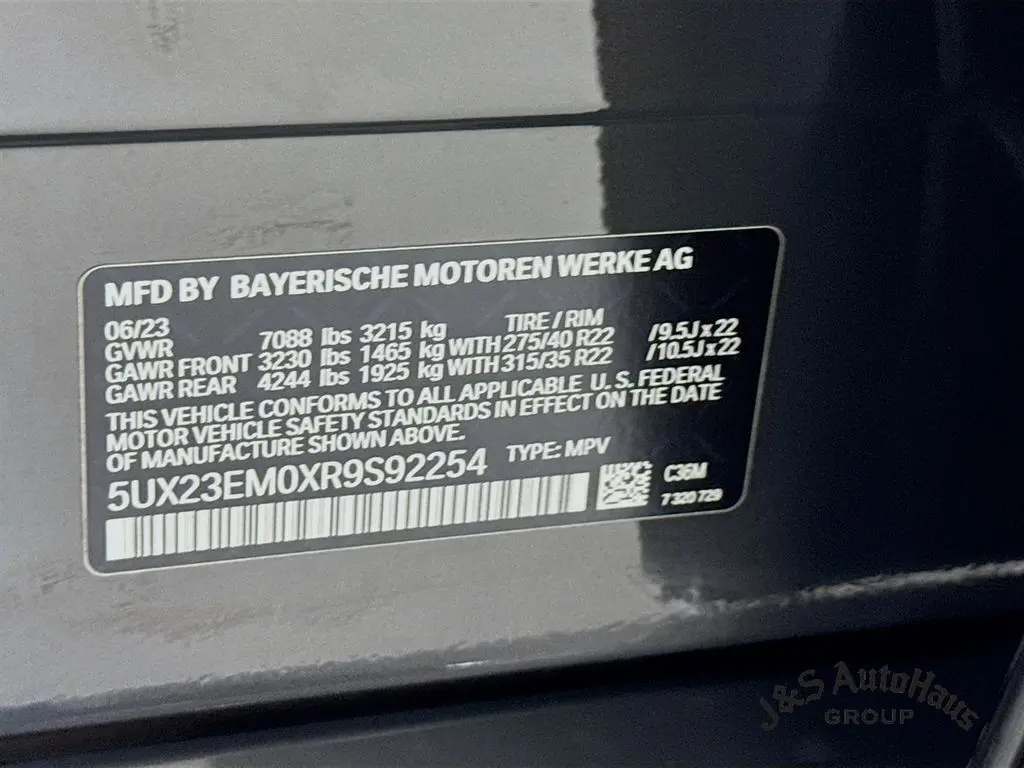 MFD BY BAYERISCHE MOTOREN WERKE AG
06/23 TIRE / RIM
GVWR 7088 lbs 3215 kg
GAWR FRONT 3230 lbs 1465 kg WITH 275/40 R22 /9.5J x 22
GAWR REAR 4244 lbs 1925 kg WITH 315/35 R22 /10.5J x 22
THIS VEHICLE CONFORMS TO ALL APPLICABLE U.S. FEDERAL
MOTOR VEHICLE SAFETY STANDARDS IN EFFECT ON THE DATE
OF MANUFACTURE SHOWN ABOVE.
5UX23EM0XR9S92254 TYPE: MPV
C36M
7 320 729
J&S AutoHaus
GROUP